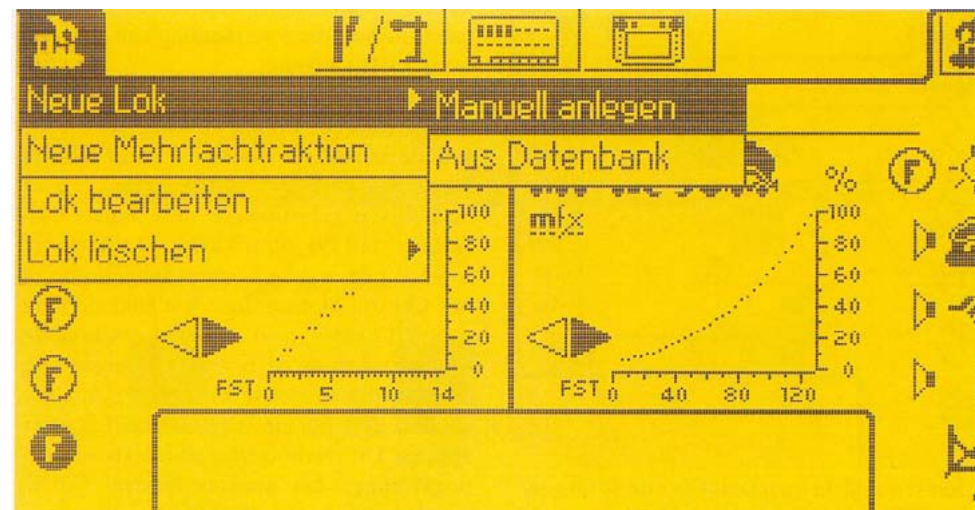 Neue Lok
Manuell anlegen
Neue Mehrfachtraktion
Aus Datenbank
Lok bearbeiten
Lok löschen
mfx
%
100
80
60
40
20
0
100
80
60
40
20
0
FST 0 5 10 14
FST 0 40 80 120
F
F
F
F